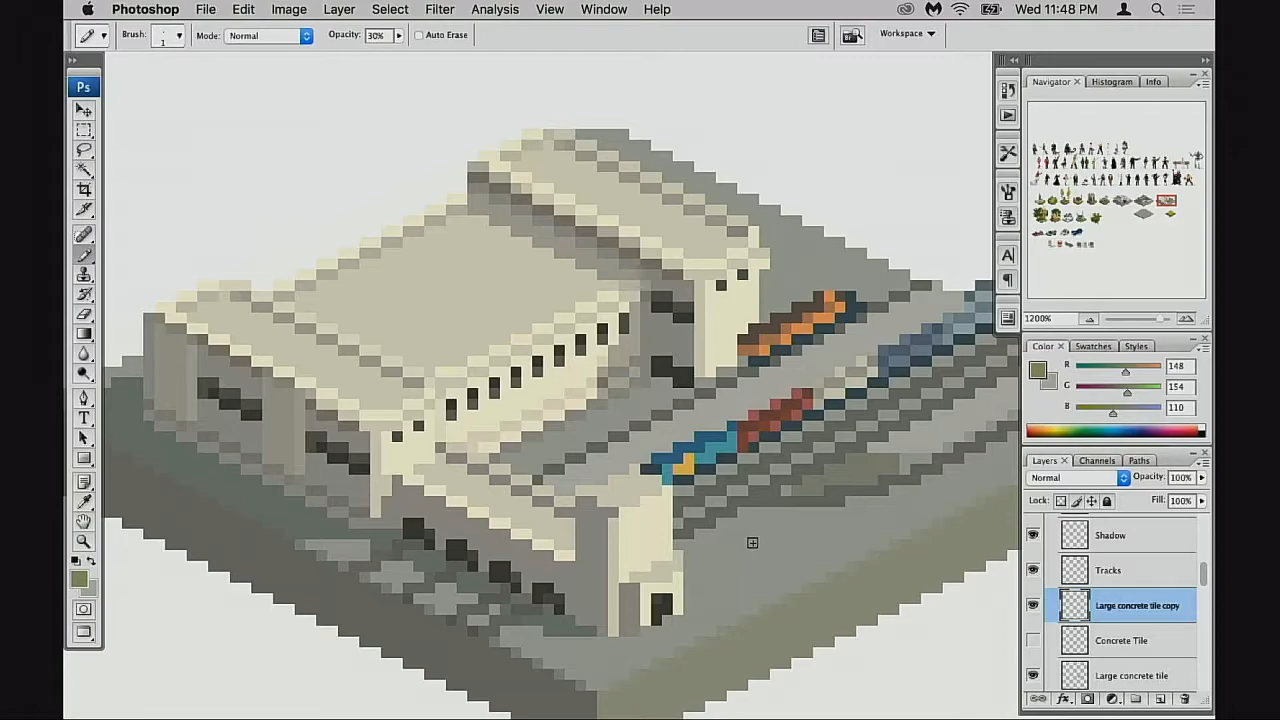 Photoshop File Edit Image Layer Select Filter Analysis View Window Help Wed 11:48 PM
Brush: 1 Mode: Normal Opacity: 30% Auto Erase Workspace
Ps
Navigator Histogram Info
1200%
Color Swatches Styles
R 148
G 154
B 110
Layers Channels Paths
Normal Opacity: 100%
Lock: Fill: 100%
Shadow
Tracks
Large concrete tile copy
Concrete Tile
Large concrete tile